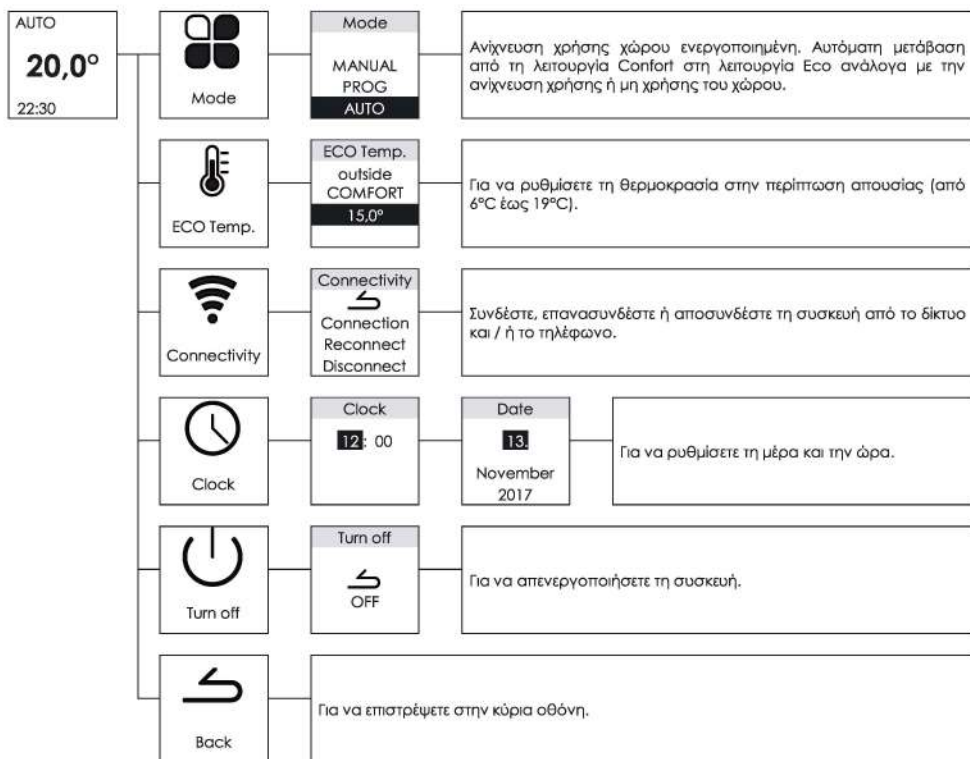 AUTO
20,0°
22:30
Mode
Mode
MANUAL
PROG
AUTO
Ανίχνευση χρήσης χώρου ενεργοποιημένη. Αυτόματη μετάβαση
από τη λειτουργία Confort στη λειτουργία Eco ανάλογα με την
ανίχνευση χρήσης ή μη χρήσης του χώρου.
ECO Temp.
ECO Temp.
outside
COMFORT
15,0°
Για να ρυθμίσετε τη θερμοκρασία στην περίπτωση απουσίας (από
6°C έως 19°C).
Connectivity
Connectivity
Connection
Reconnect
Disconnect
Συνδέστε, επανασυνδέστε ή αποσυνδέστε τη συσκευή από το δίκτυο
και / ή το τηλέφωνο.
Clock
Clock
12 : 00
Date
13.
November
2017
Για να ρυθμίσετε τη μέρα και την ώρα.
Turn off
Turn off
OFF
Για να απενεργοποιήσετε τη συσκευή.
Back
Για να επιστρέψετε στην κύρια οθόνη.